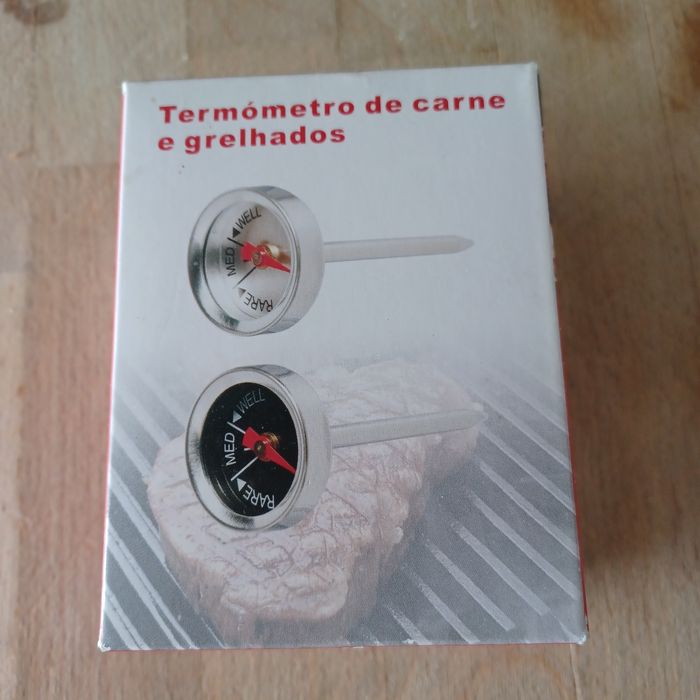 Termómetro de carne
e grelhados
WELL
MED
RARE
WELL
MED
RARE